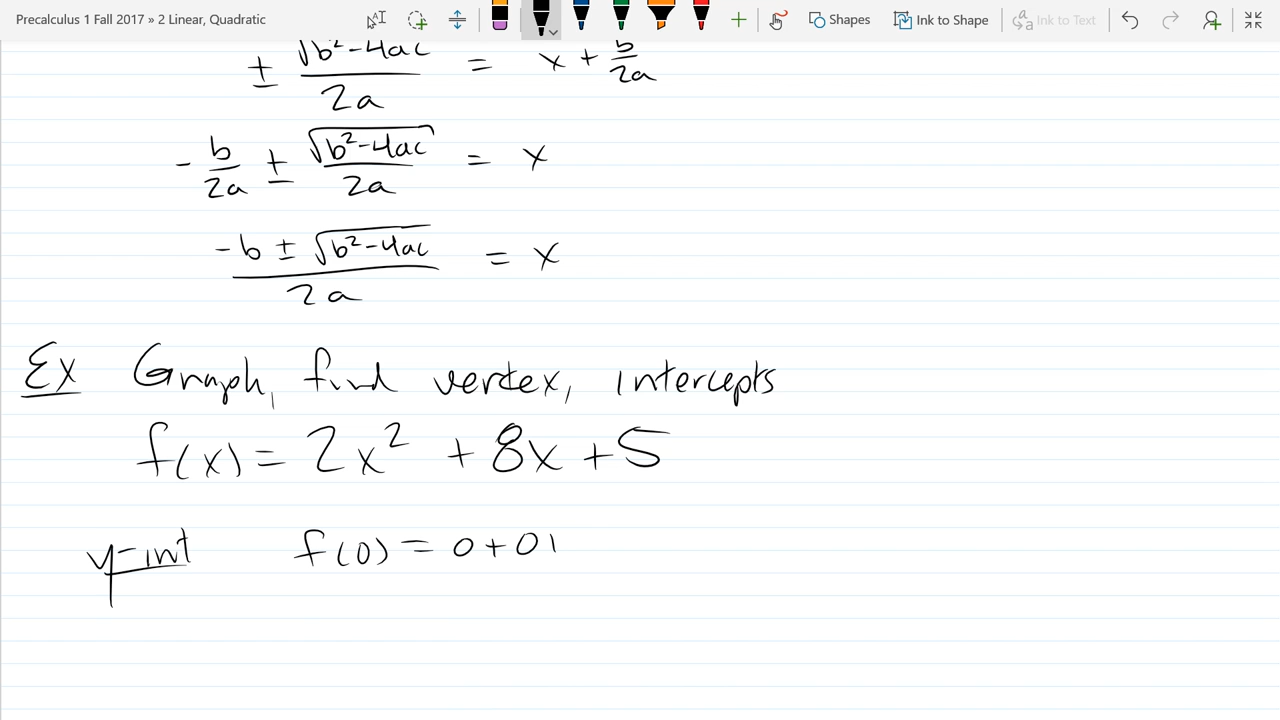 Precalculus 1 Fall 2017 » 2 Linear, Quadratic
Shapes
Ink to Shape
Ink to Text
± √b²-4ac / 2a = x + b/2a
- b/2a ± √b²-4ac / 2a = x
-b ± √b²-4ac / 2a = x
Ex Graph, find vertex, intercepts
f(x) = 2x² + 8x + 5
y-int f(0) = 0 + 0